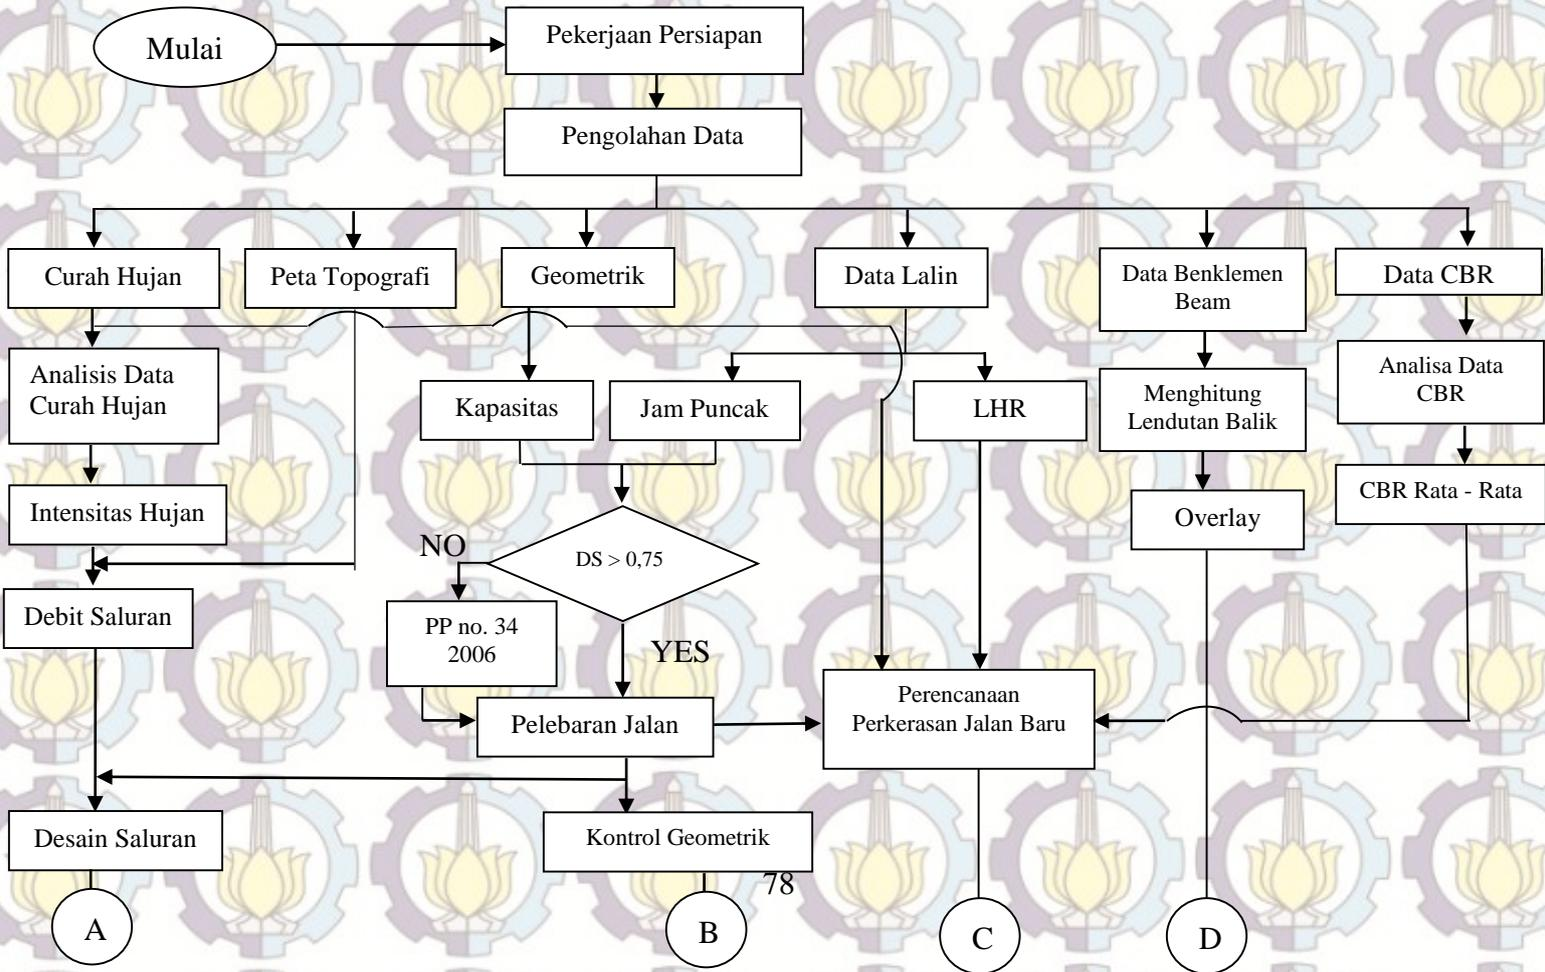 Mulai
Pekerjaan Persiapan
Pengolahan Data
Curah Hujan
Peta Topografi
Geometrik
Data Lalin
Data Benklemen
Beam
Data CBR
Analisis Data
Curah Hujan
Kapasitas
Jam Puncak
LHR
Menghitung
Lendutan Balik
Analisa Data
CBR
Intensitas Hujan
Overlay
CBR Rata - Rata
NO
DS > 0,75
Debit Saluran
PP no. 34
2006
YES
Pelebaran Jalan
Perencanaan
Perkerasan Jalan Baru
Desain Saluran
Kontrol Geometrik
78
A
B
C
D